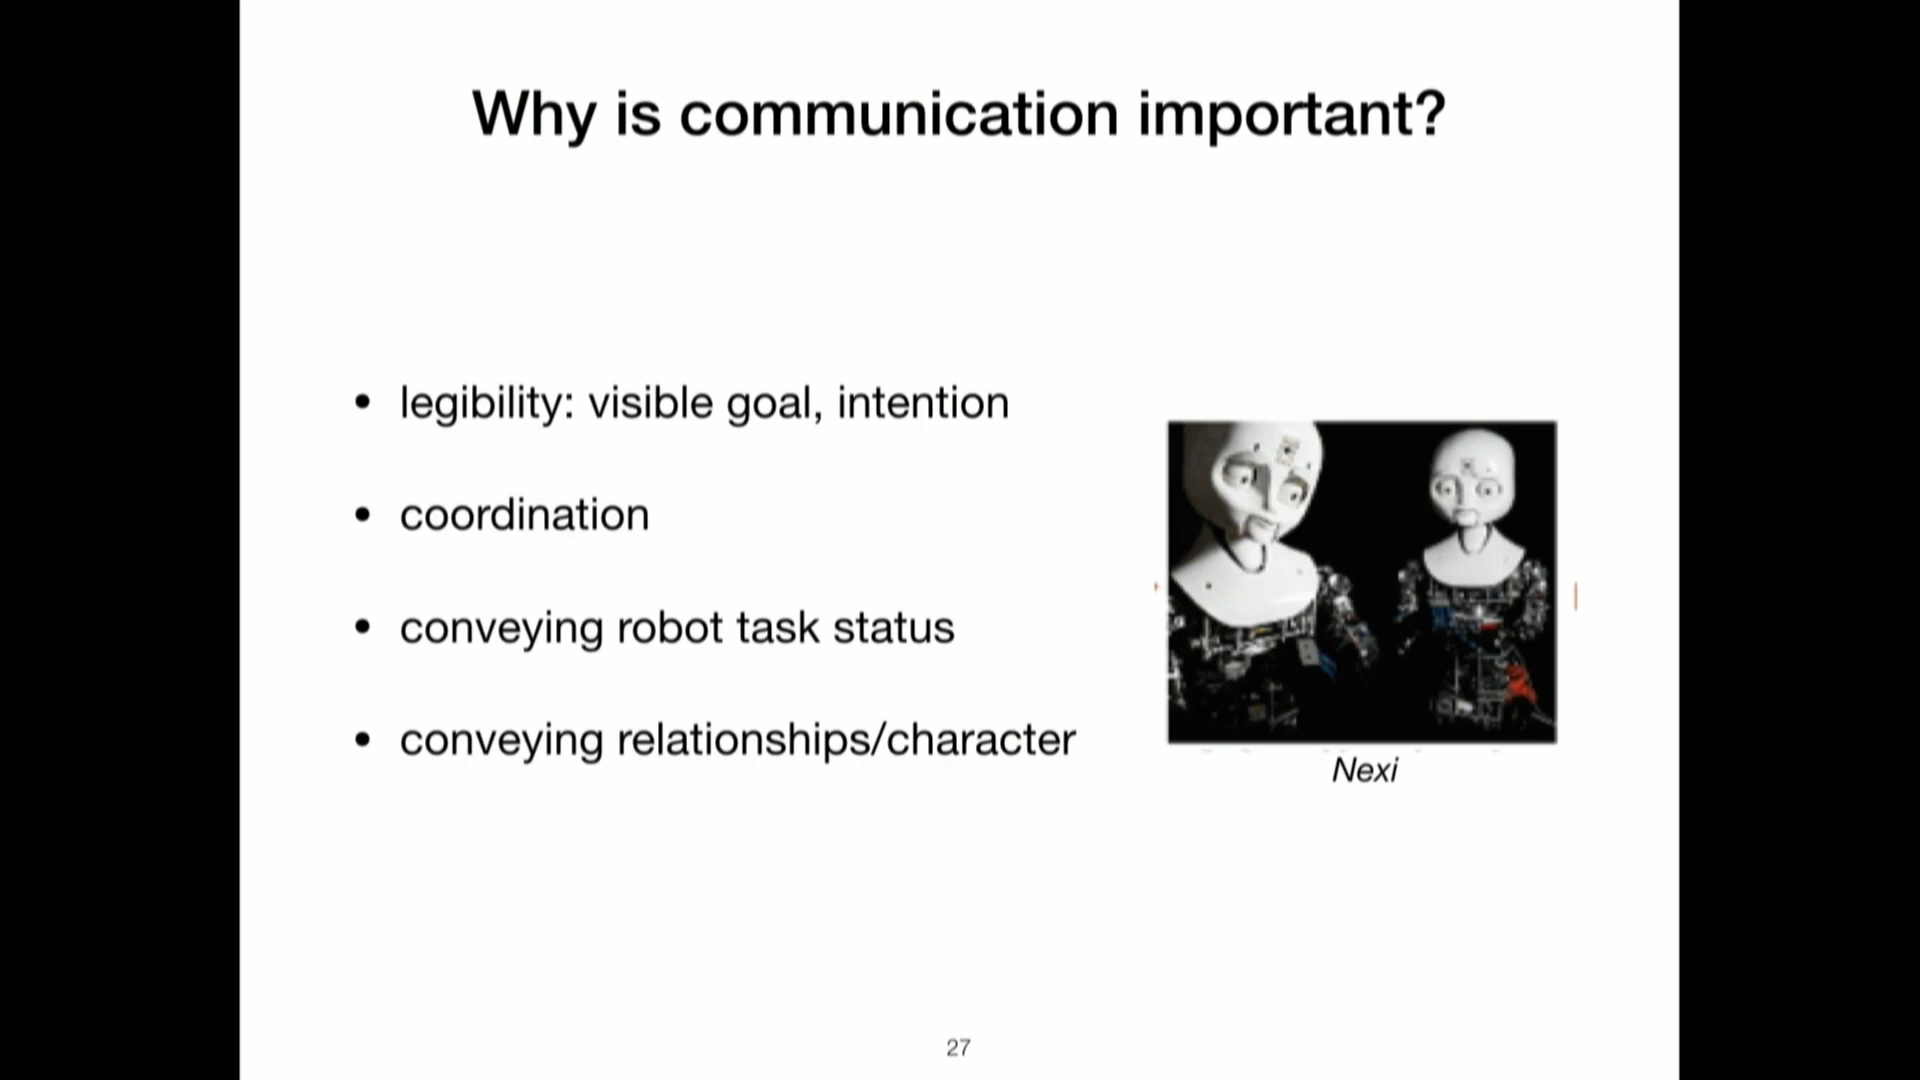 Why is communication important?
• legibility: visible goal, intention
• coordination
• conveying robot task status
• conveying relationships/character
Nexi
27